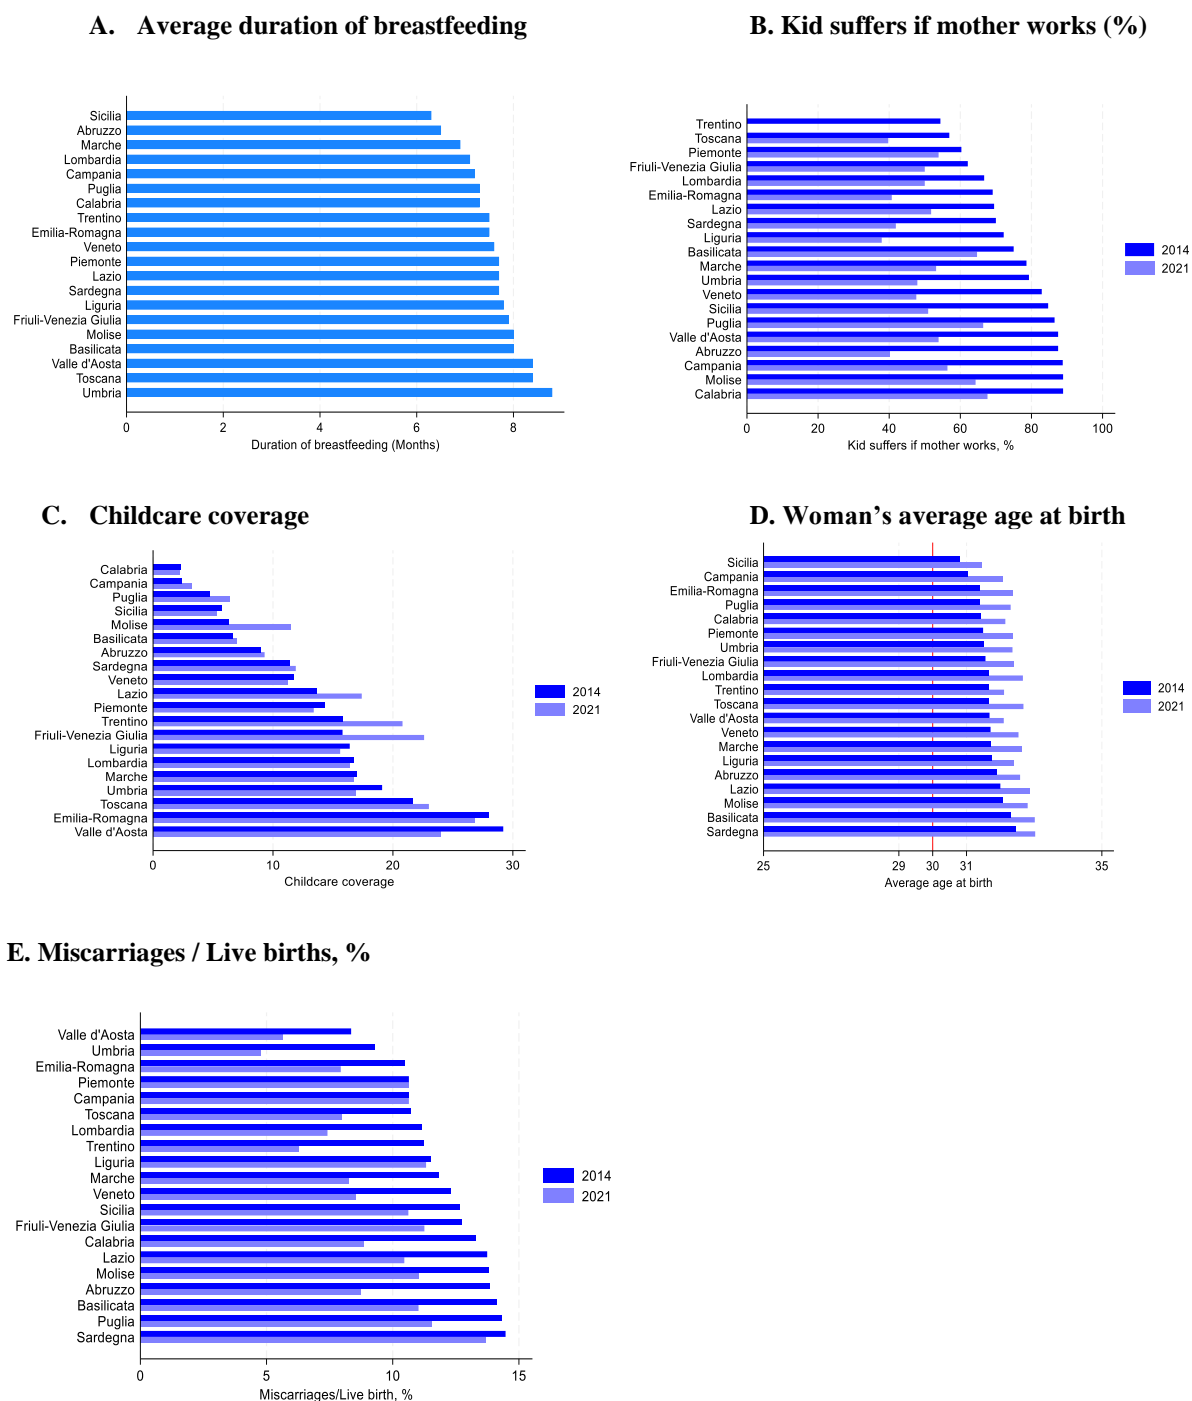 A. Average duration of breastfeeding
Sicilia
Abruzzo
Marche
Lombardia
Campania
Puglia
Calabria
Trentino
Emilia-Romagna
Veneto
Piemonte
Lazio
Sardegna
Liguria
Friuli-Venezia Giulia
Molise
Basilicata
Valle d'Aosta
Toscana
Umbria
0 2 4 6 8
Duration of breastfeeding (Months)
B. Kid suffers if mother works (%)
Trentino
Toscana
Piemonte
Friuli-Venezia Giulia
Lombardia
Emilia-Romagna
Lazio
Sardegna
Liguria
Basilicata
Marche
Umbria
Veneto
Sicilia
Puglia
Valle d'Aosta
Abruzzo
Campania
Molise
Calabria
0 20 40 60 80 100
Kid suffers if mother works, %
2014
2021
C. Childcare coverage
Calabria
Campania
Puglia
Sicilia
Molise
Basilicata
Abruzzo
Sardegna
Veneto
Lazio
Piemonte
Trentino
Friuli-Venezia Giulia
Liguria
Lombardia
Marche
Umbria
Toscana
Emilia-Romagna
Valle d'Aosta
0 10 20 30
Childcare coverage
2014
2021
D. Woman's average age at birth
Sicilia
Campania
Emilia-Romagna
Puglia
Calabria
Piemonte
Umbria
Friuli-Venezia Giulia
Lombardia
Trentino
Toscana
Valle d'Aosta
Veneto
Marche
Liguria
Abruzzo
Lazio
Molise
Basilicata
Sardegna
25 29 30 31 35
Average age at birth
2014
2021
E. Miscarriages / Live births, %
Valle d'Aosta
Umbria
Emilia-Romagna
Piemonte
Campania
Toscana
Lombardia
Trentino
Liguria
Marche
Veneto
Sicilia
Friuli-Venezia Giulia
Calabria
Lazio
Molise
Abruzzo
Basilicata
Puglia
Sardegna
0 5 10 15
Miscarriages/Live birth, %
2014
2021